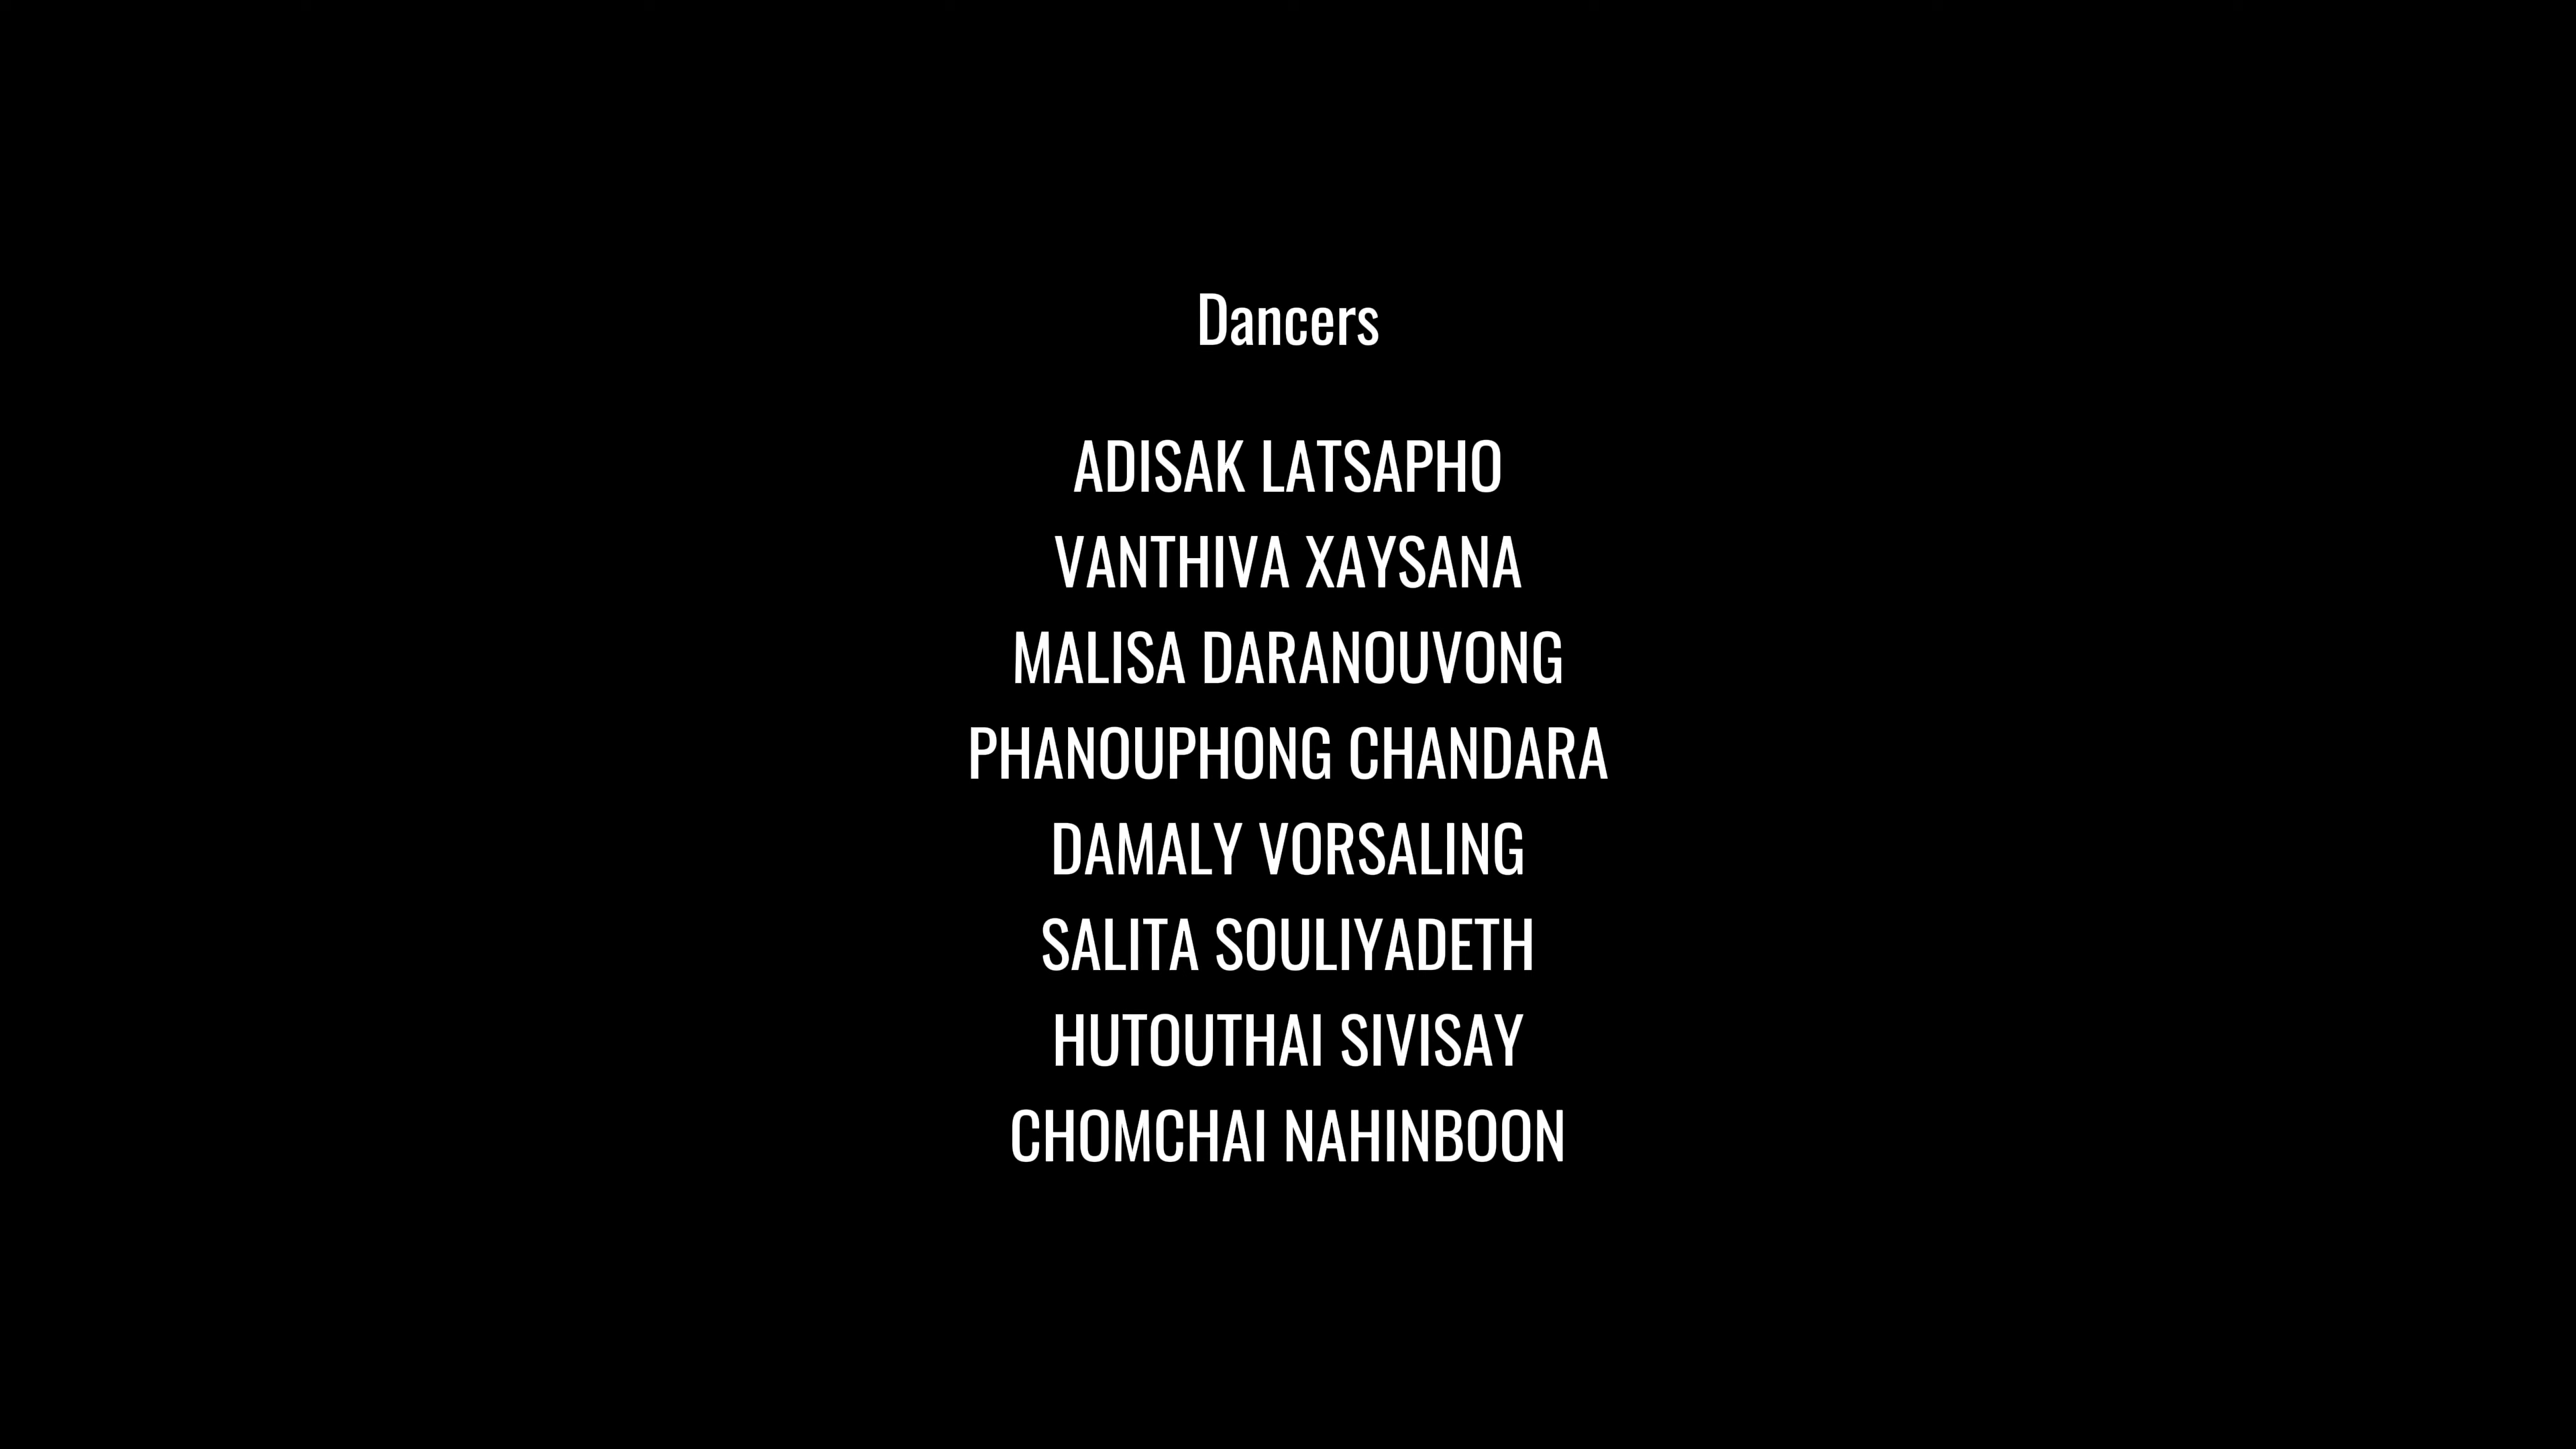 Dancers
ADISAK LATSAPHO
VANTHIVA XAYSANA
MALISA DARANOUVONG
PHANOUPHONG CHANDARA
DAMALY VORSALING
SALITA SOULIYADETH
HUTOUTHAI SIVISAY
CHOMCHAI NAHINBOON